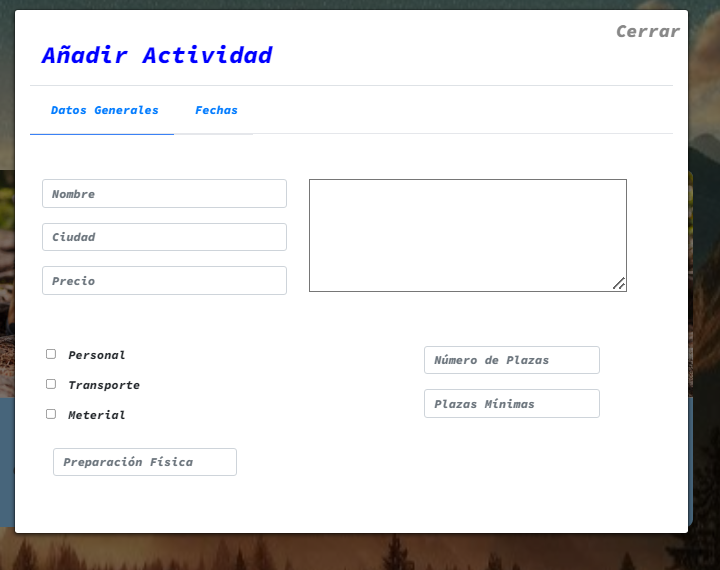 Cerrar
Añadir Actividad
Datos Generales
Fechas
Nombre
Ciudad
Precio
Personal
Transporte
Meterial
Número de Plazas
Plazas Mínimas
Preparación Física